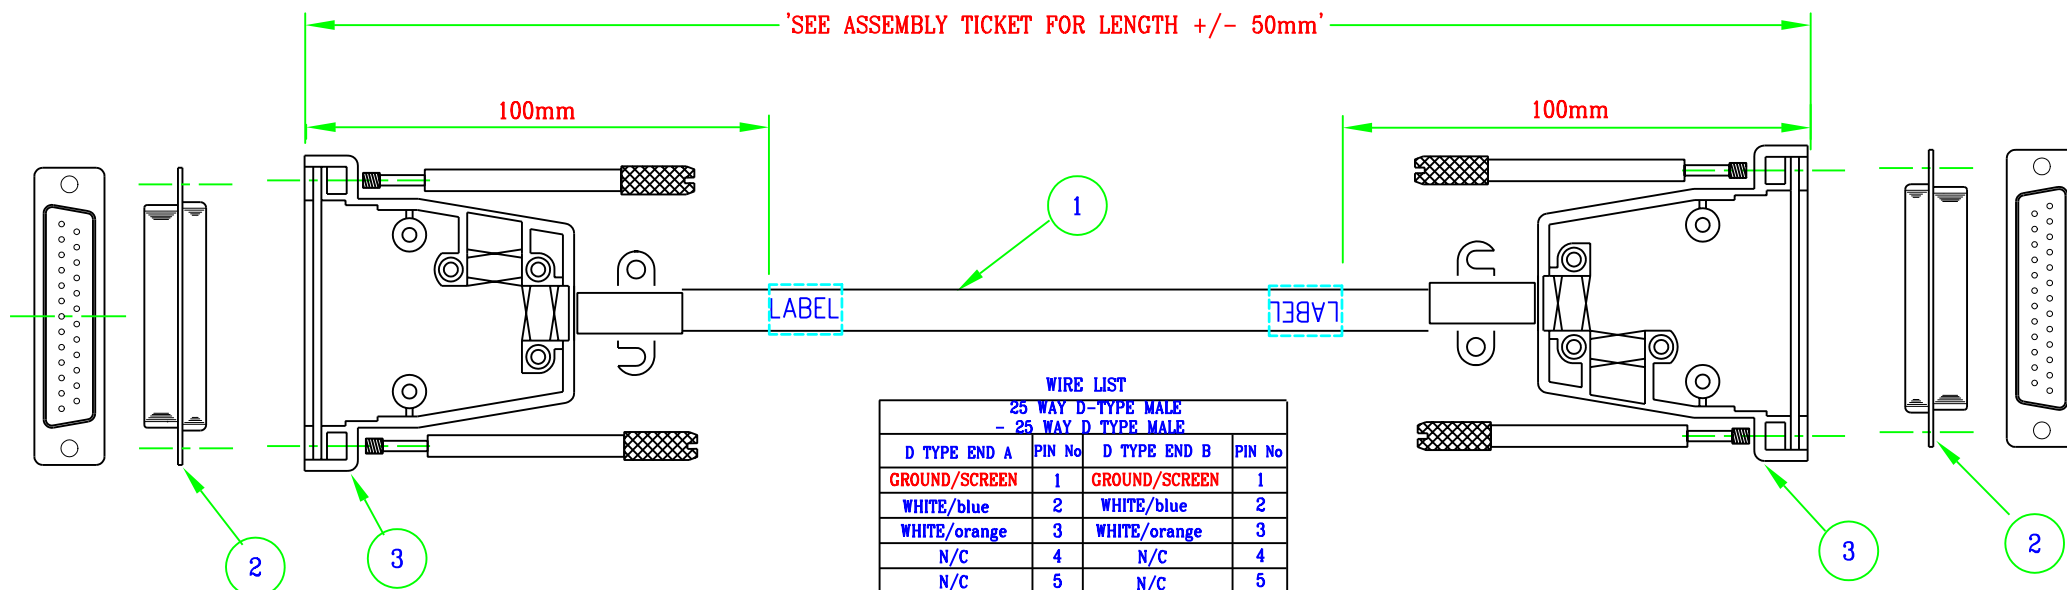 'SEE ASSEMBLY TICKET FOR LENGTH +/- 50mm'
100mm
100mm
1
LABEL
LABEL
WIRE LIST
25 WAY D-TYPE MALE
- 25 WAY D TYPE MALE
D TYPE END A PIN No D TYPE END B PIN No
GROUND/SCREEN 1 GROUND/SCREEN 1
WHITE/blue 2 WHITE/blue 2
WHITE/orange 3 WHITE/orange 3
N/C 4 N/C 4
N/C 5 N/C 5
2
3
3
2